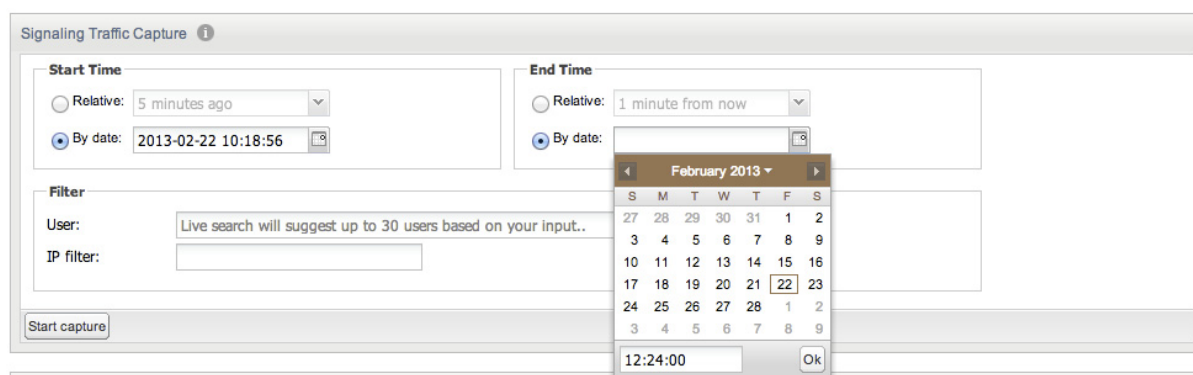 Signaling Traffic Capture
Start Time
Relative: 5 minutes ago
By date: 2013-02-22 10:18:56
End Time
Relative: 1 minute from now
By date:
February 2013
S M T W T F S
27 28 29 30 31 1 2
3 4 5 6 7 8 9
10 11 12 13 14 15 16
17 18 19 20 21 22 23
24 25 26 27 28 1 2
3 4 5 6 7 8 9
12:24:00 Ok
Filter
User: Live search will suggest up to 30 users based on your input..
IP filter:
Start capture